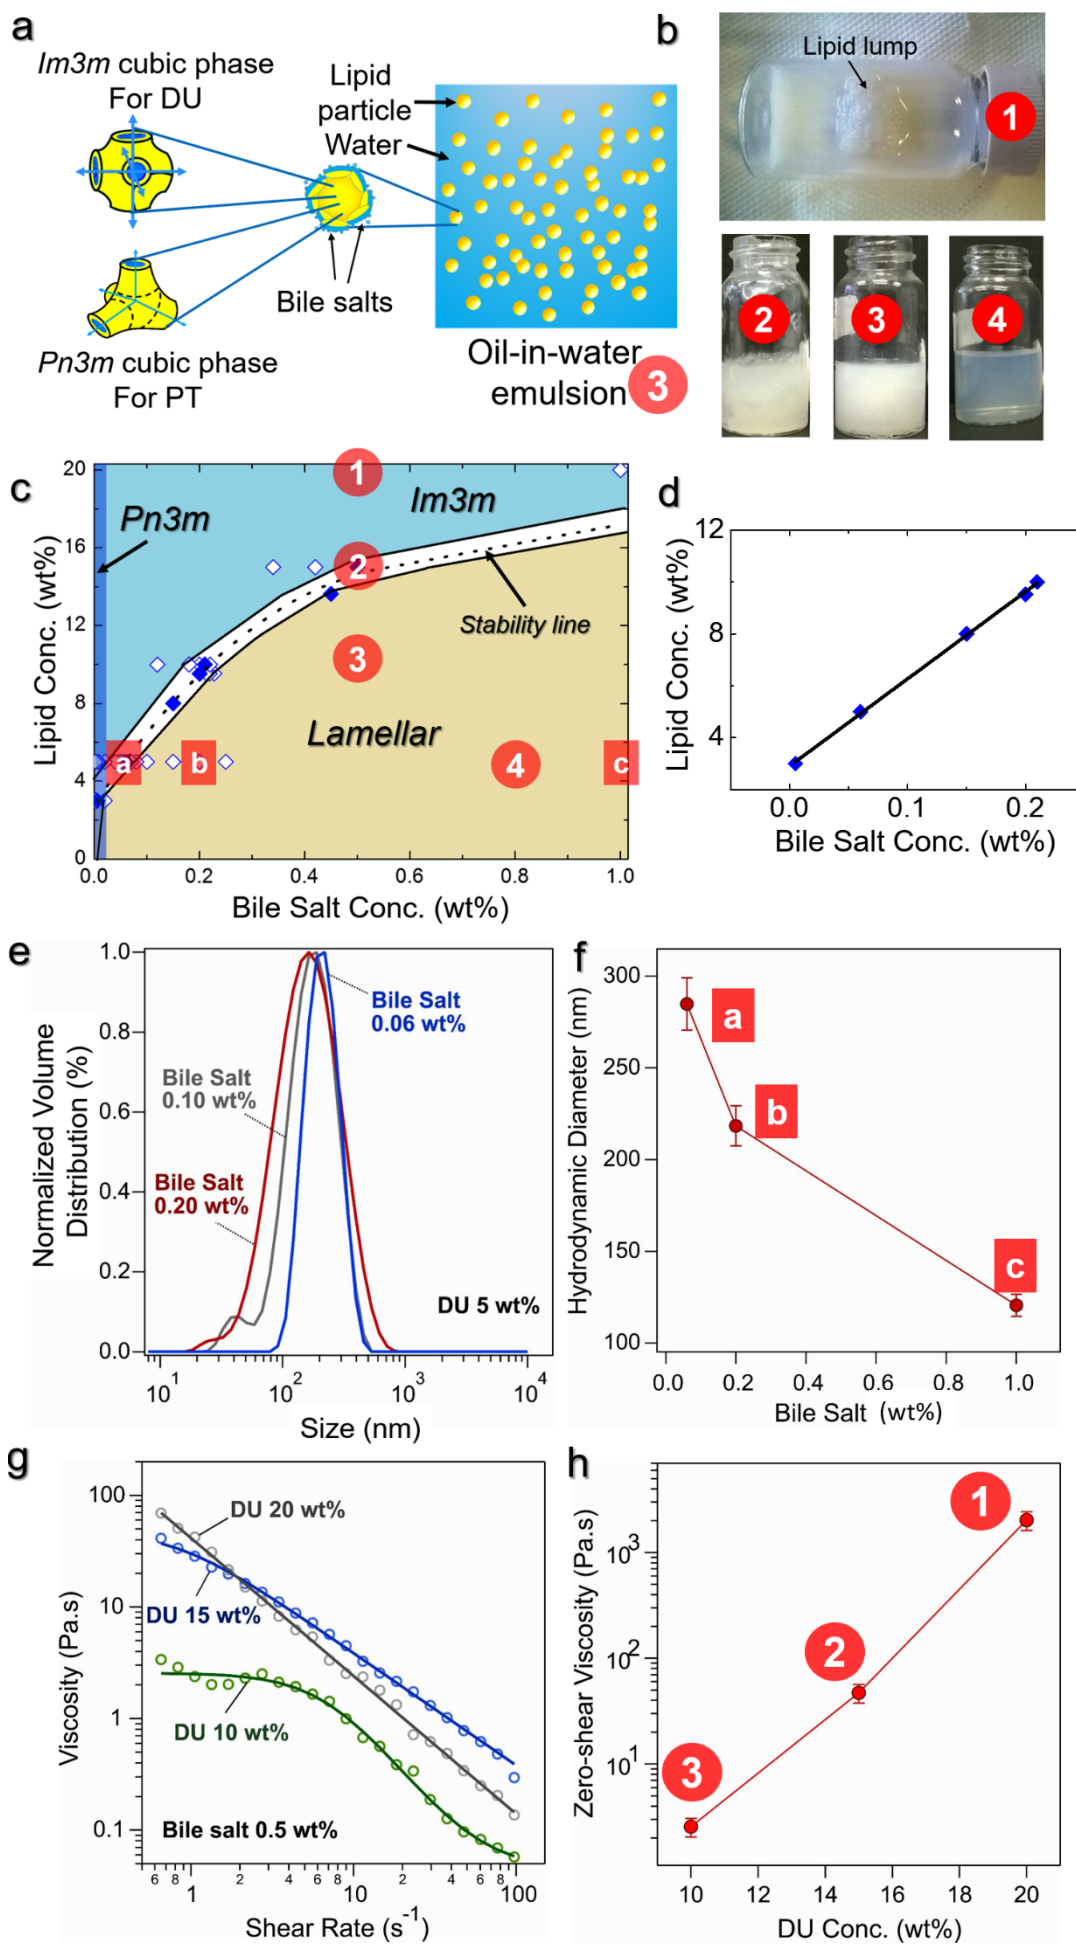 a
Im3m cubic phase
For DU
Pn3m cubic phase
For PT
Bile salts
Lipid
particle
Water
Oil-in-water
emulsion
3
b
Lipid lump
1
2
3
4
c
Lipid Conc. (wt%)
20
16
12
8
4
0
Pn3m
Im3m
Stability line
Lamellar
1
2
3
4
a
b
c
0.0
0.2
0.4
0.6
0.8
1.0
Bile Salt Conc. (wt%)
d
Lipid Conc. (wt%)
12
8
4
0.0
0.1
0.2
Bile Salt Conc. (wt%)
e
Normalized Volume
Distribution (%)
1.0
0.8
0.6
0.4
0.2
0.0
Bile Salt
0.06 wt%
Bile Salt
0.10 wt%
Bile Salt
0.20 wt%
DU 5 wt%
10¹
10²
10³
10⁴
Size (nm)
f
Hydrodynamic Diameter (nm)
300
250
200
150
100
a
b
c
0.0
0.2
0.4
0.6
0.8
1.0
Bile Salt (wt%)
g
Viscosity (Pa.s)
100
10
1
0.1
DU 20 wt%
DU 15 wt%
DU 10 wt%
Bile salt 0.5 wt%
6 8 2 4 6 8 2 4 6 8
1 10 100
Shear Rate (s⁻¹)
h
Zero-shear Viscosity (Pa.s)
10³
10²
10¹
1
2
3
10
12
14
16
18
20
DU Conc. (wt%)